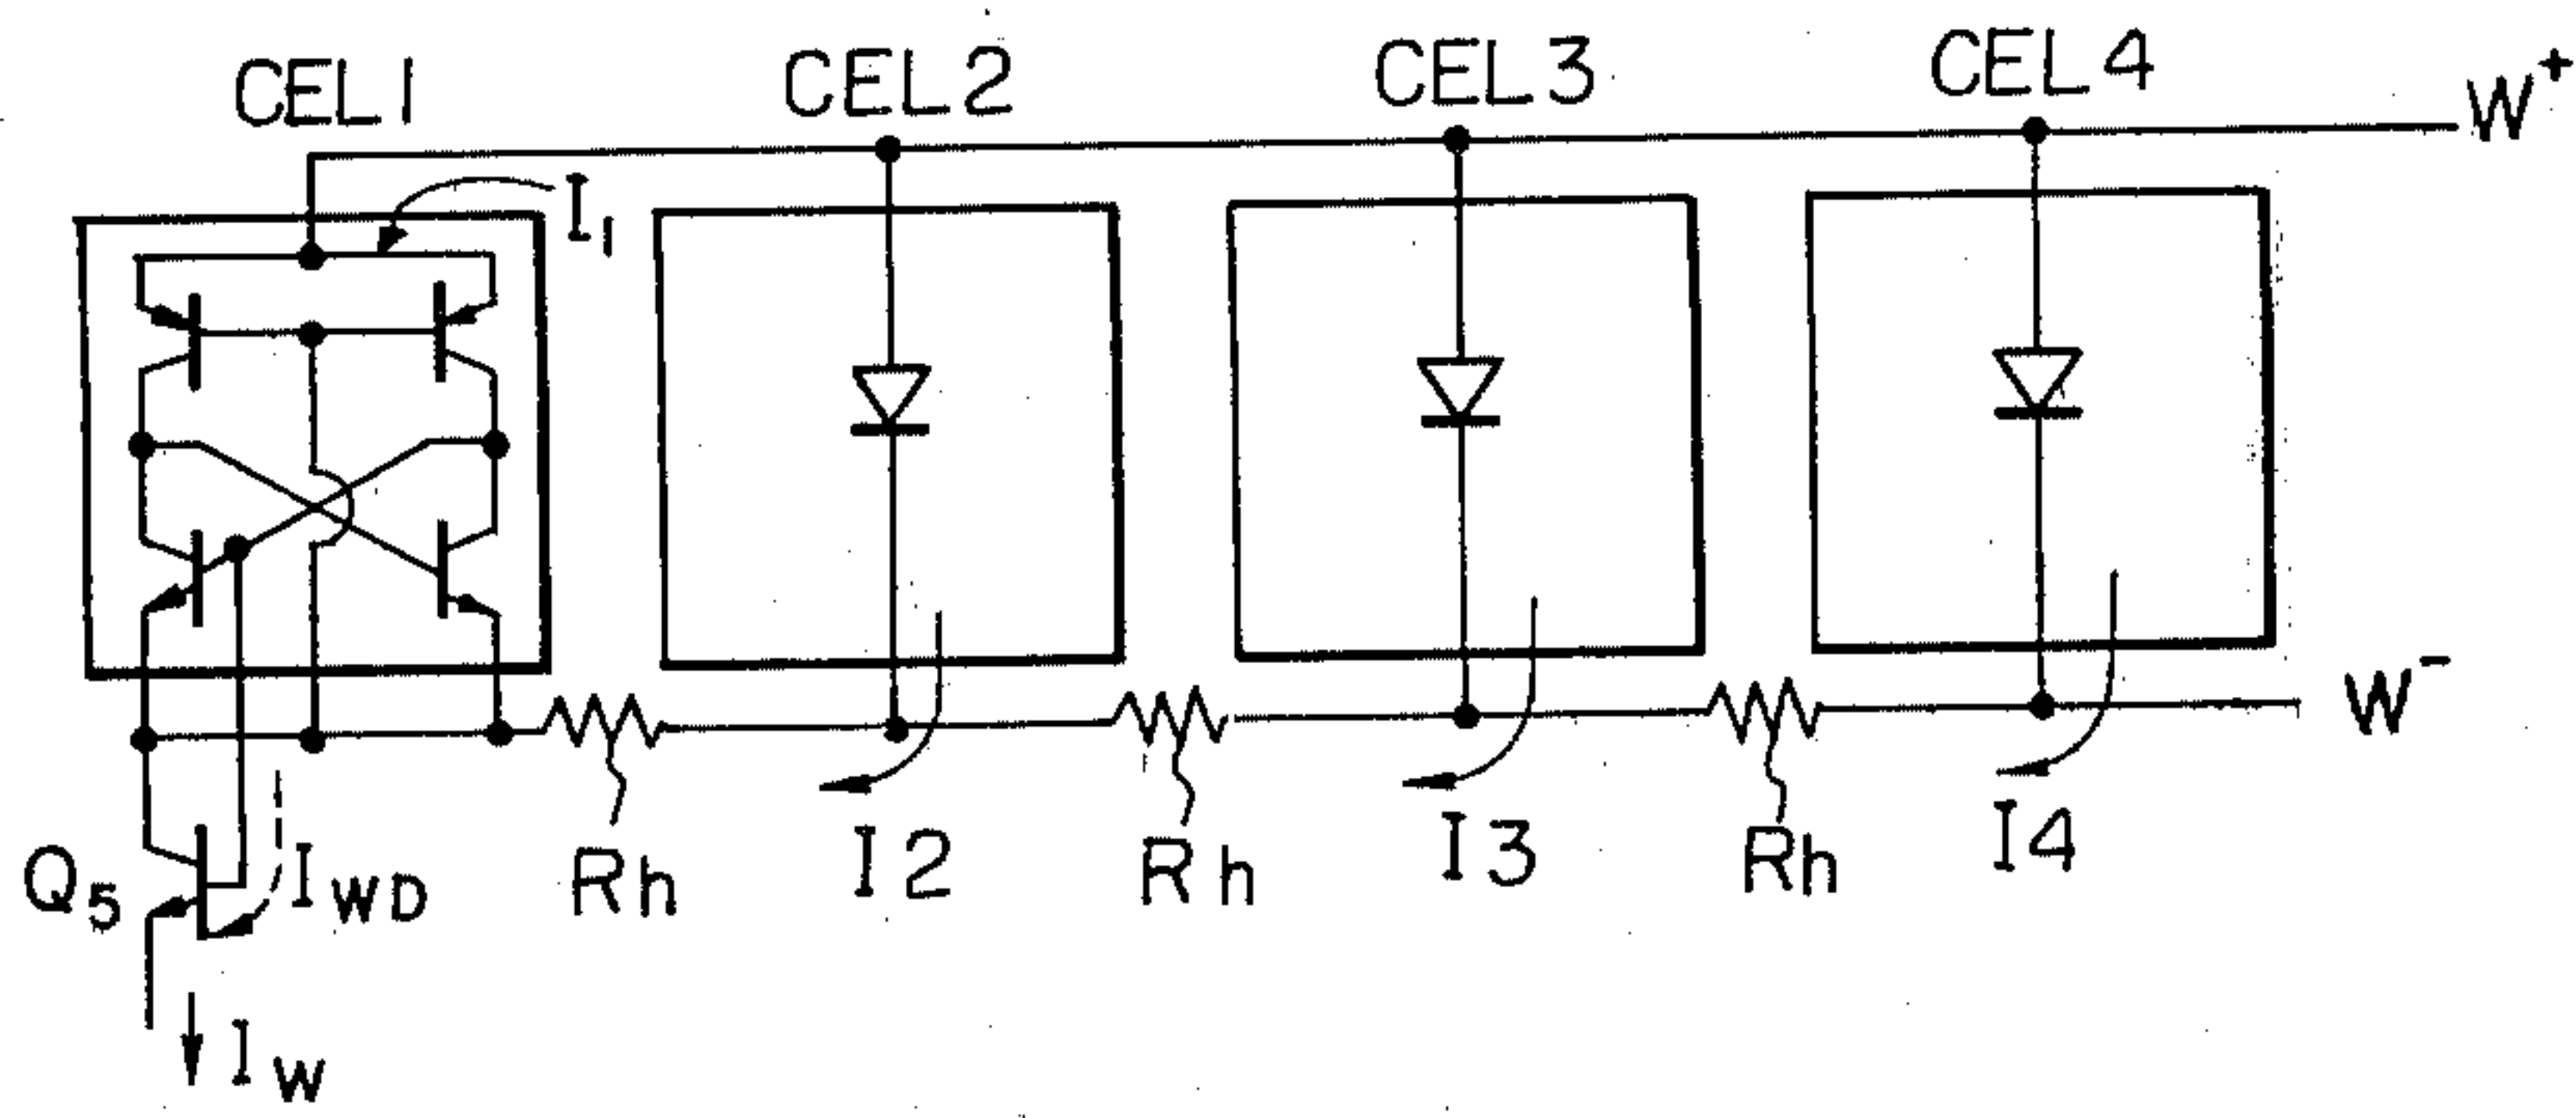 CEL1 CEL2 CEL3 CEL4
W+
I1
W-
Q5 IWD Rh I2 Rh I3 Rh I4
IW